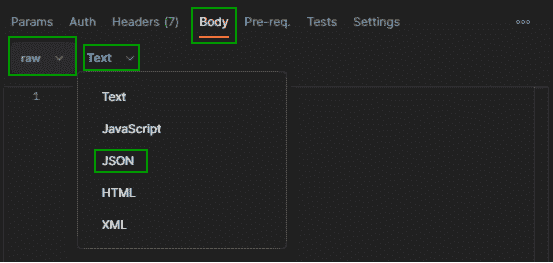 Params Auth Headers (7) Body Pre-req. Tests Settings
raw Text
1
Text
JavaScript
JSON
HTML
XML